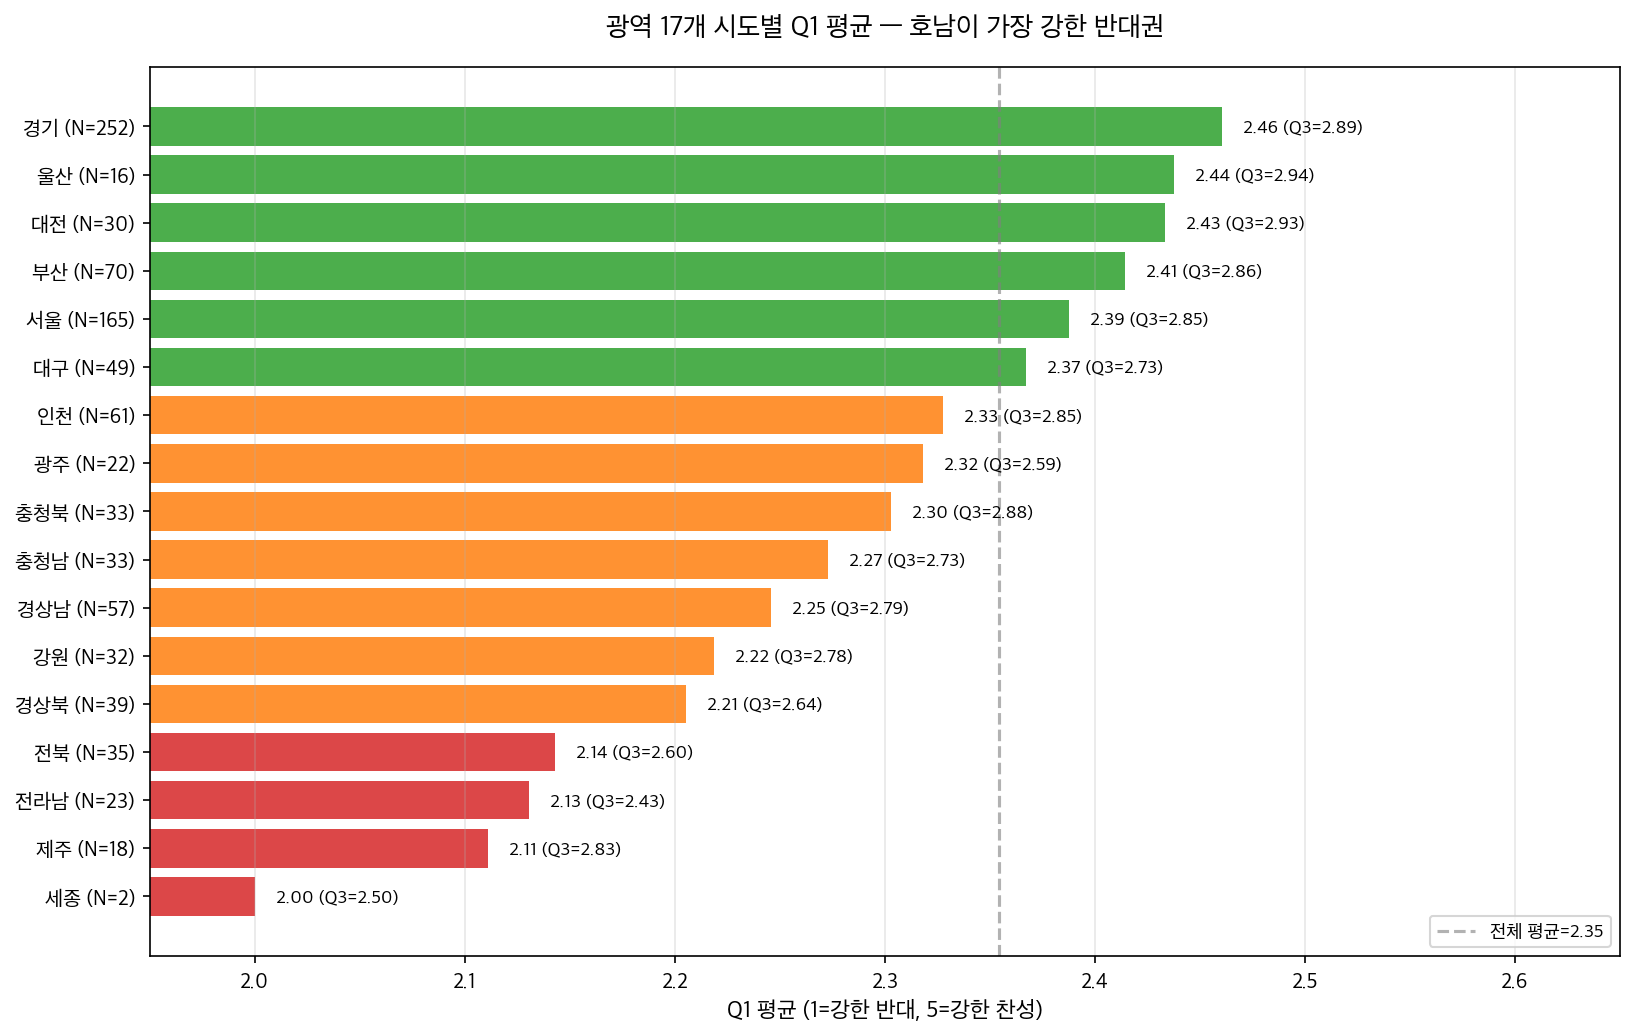 광역 17개 시도별 Q1 평균 — 호남이 가장 강한 반대권
경기 (N=252) 2.46 (Q3=2.89)
울산 (N=16) 2.44 (Q3=2.94)
대전 (N=30) 2.43 (Q3=2.93)
부산 (N=70) 2.41 (Q3=2.86)
서울 (N=165) 2.39 (Q3=2.85)
대구 (N=49) 2.37 (Q3=2.73)
인천 (N=61) 2.33 (Q3=2.85)
광주 (N=22) 2.32 (Q3=2.59)
충청북 (N=33) 2.30 (Q3=2.88)
충청남 (N=33) 2.27 (Q3=2.73)
경상남 (N=57) 2.25 (Q3=2.79)
강원 (N=32) 2.22 (Q3=2.78)
경상북 (N=39) 2.21 (Q3=2.64)
전북 (N=35) 2.14 (Q3=2.60)
전라남 (N=23) 2.13 (Q3=2.43)
제주 (N=18) 2.11 (Q3=2.83)
세종 (N=2) 2.00 (Q3=2.50)
전체 평균=2.35
2.0 2.1 2.2 2.3 2.4 2.5 2.6
Q1 평균 (1=강한 반대, 5=강한 찬성)